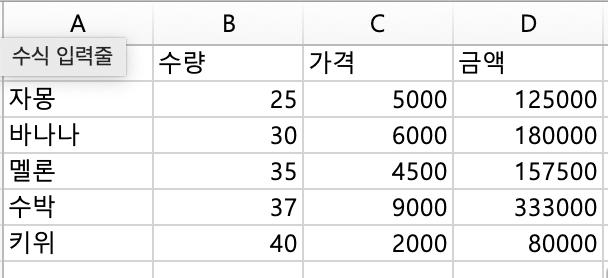 A B C D
수식 입력줄 수량 가격 금액
자몽 25 5000 125000
바나나 30 6000 180000
멜론 35 4500 157500
수박 37 9000 333000
키위 40 2000 80000